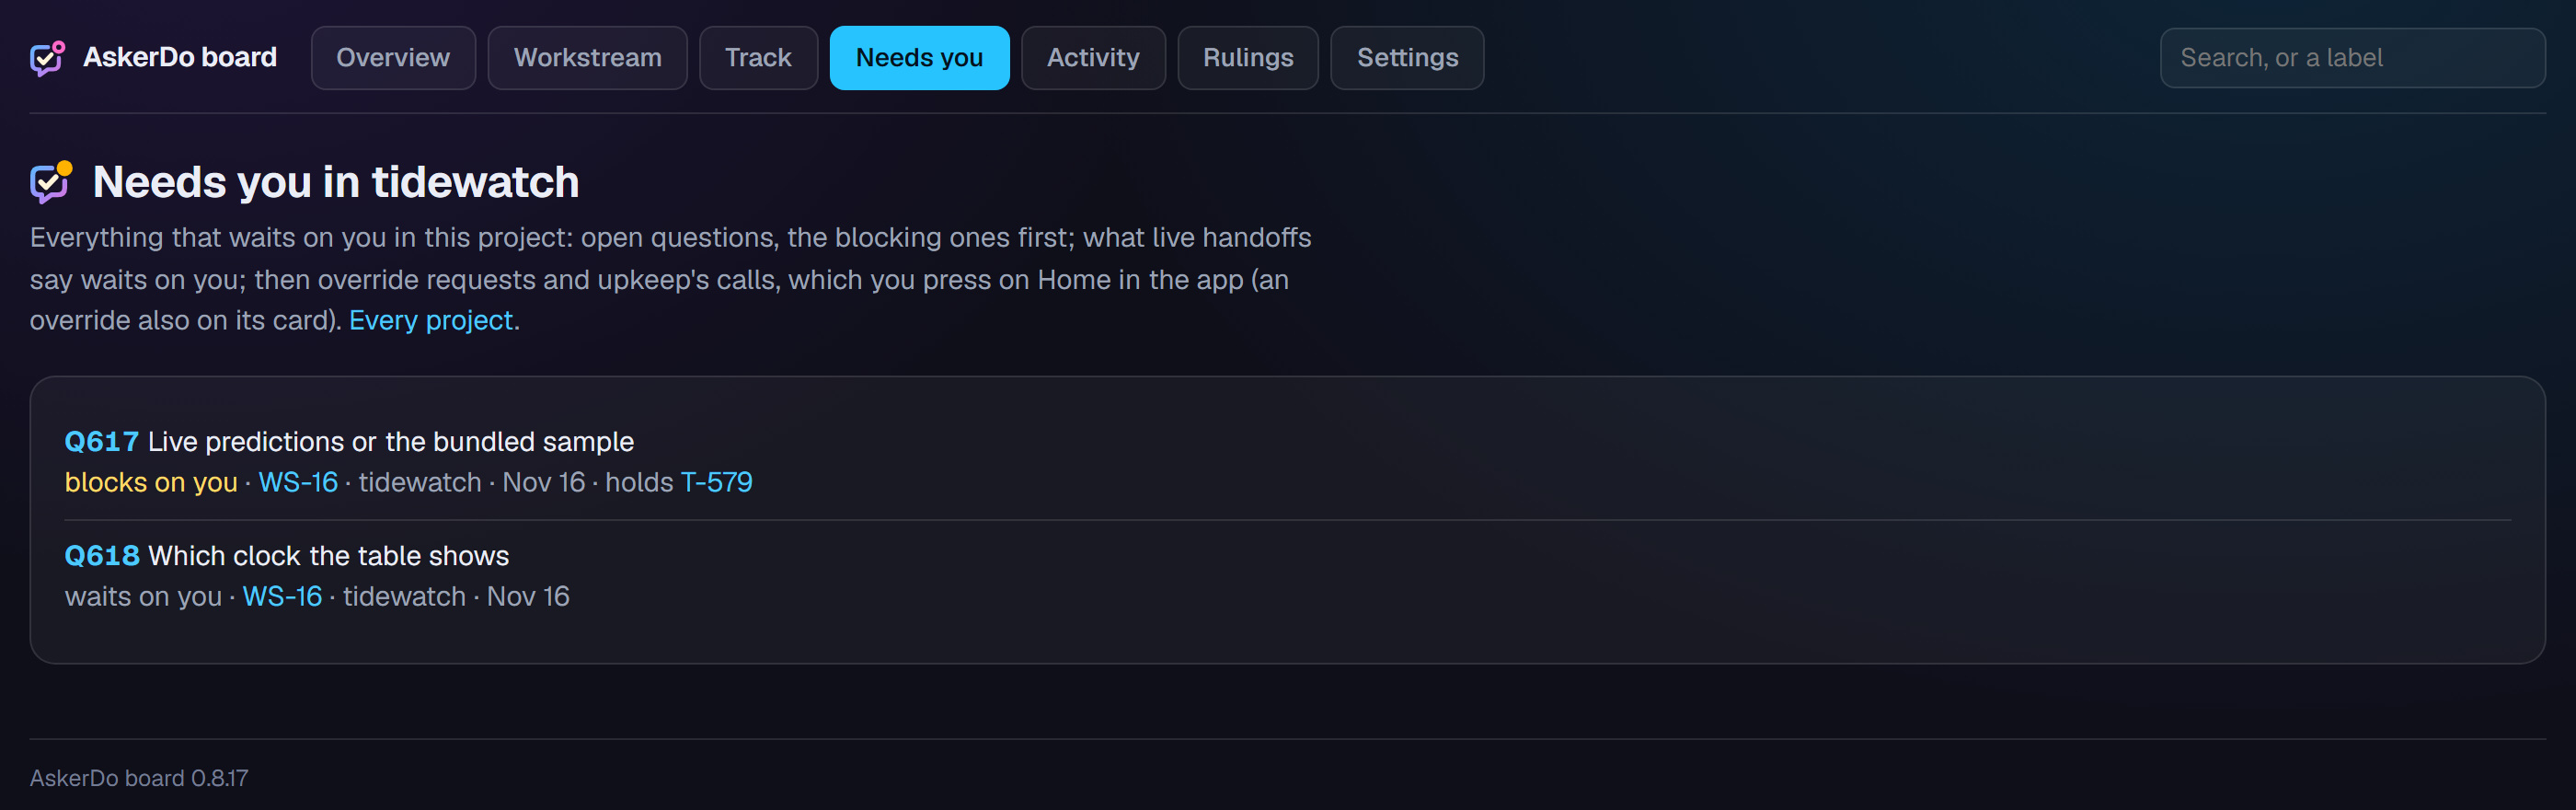 AskerDo board
Overview
Workstream
Track
Needs you
Activity
Rulings
Settings
Search, or a label
Needs you in tidewatch
Everything that waits on you in this project: open questions, the blocking ones first; what live handoffs
say waits on you; then override requests and upkeep's calls, which you press on Home in the app (an
override also on its card). Every project.
Q617 Live predictions or the bundled sample
blocks on you · WS-16 · tidewatch · Nov 16 · holds T-579
Q618 Which clock the table shows
waits on you · WS-16 · tidewatch · Nov 16
AskerDo board 0.8.17